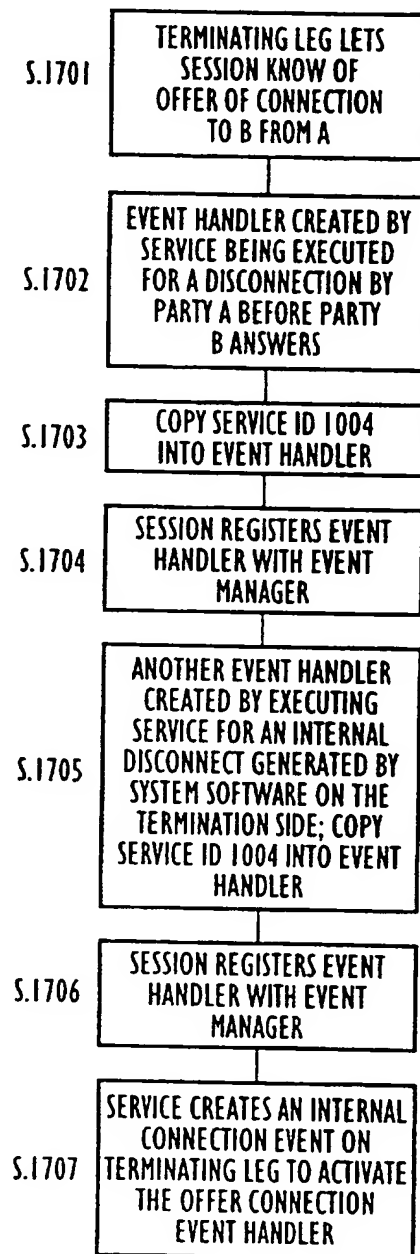 S.1701
TERMINATING LEG LETS
SESSION KNOW OF
OFFER OF CONNECTION
TO B FROM A
S.1702
EVENT HANDLER CREATED BY
SERVICE BEING EXECUTED
FOR A DISCONNECTION BY
PARTY A BEFORE PARTY
B ANSWERS
S.1703
COPY SERVICE ID 1004
INTO EVENT HANDLER
S.1704
SESSION REGISTERS EVENT
HANDLER WITH EVENT
MANAGER
S.1705
ANOTHER EVENT HANDLER
CREATED BY EXECUTING
SERVICE FOR AN INTERNAL
DISCONNECT GENERATED BY
SYSTEM SOFTWARE ON THE
TERMINATION SIDE; COPY
SERVICE ID 1004 INTO EVENT
HANDLER
S.1706
SESSION REGISTERS EVENT
HANDLER WITH EVENT
MANAGER
S.1707
SERVICE CREATES AN INTERNAL
CONNECTION EVENT ON
TERMINATING LEG TO ACTIVATE
THE OFFER CONNECTION
EVENT HANDLER